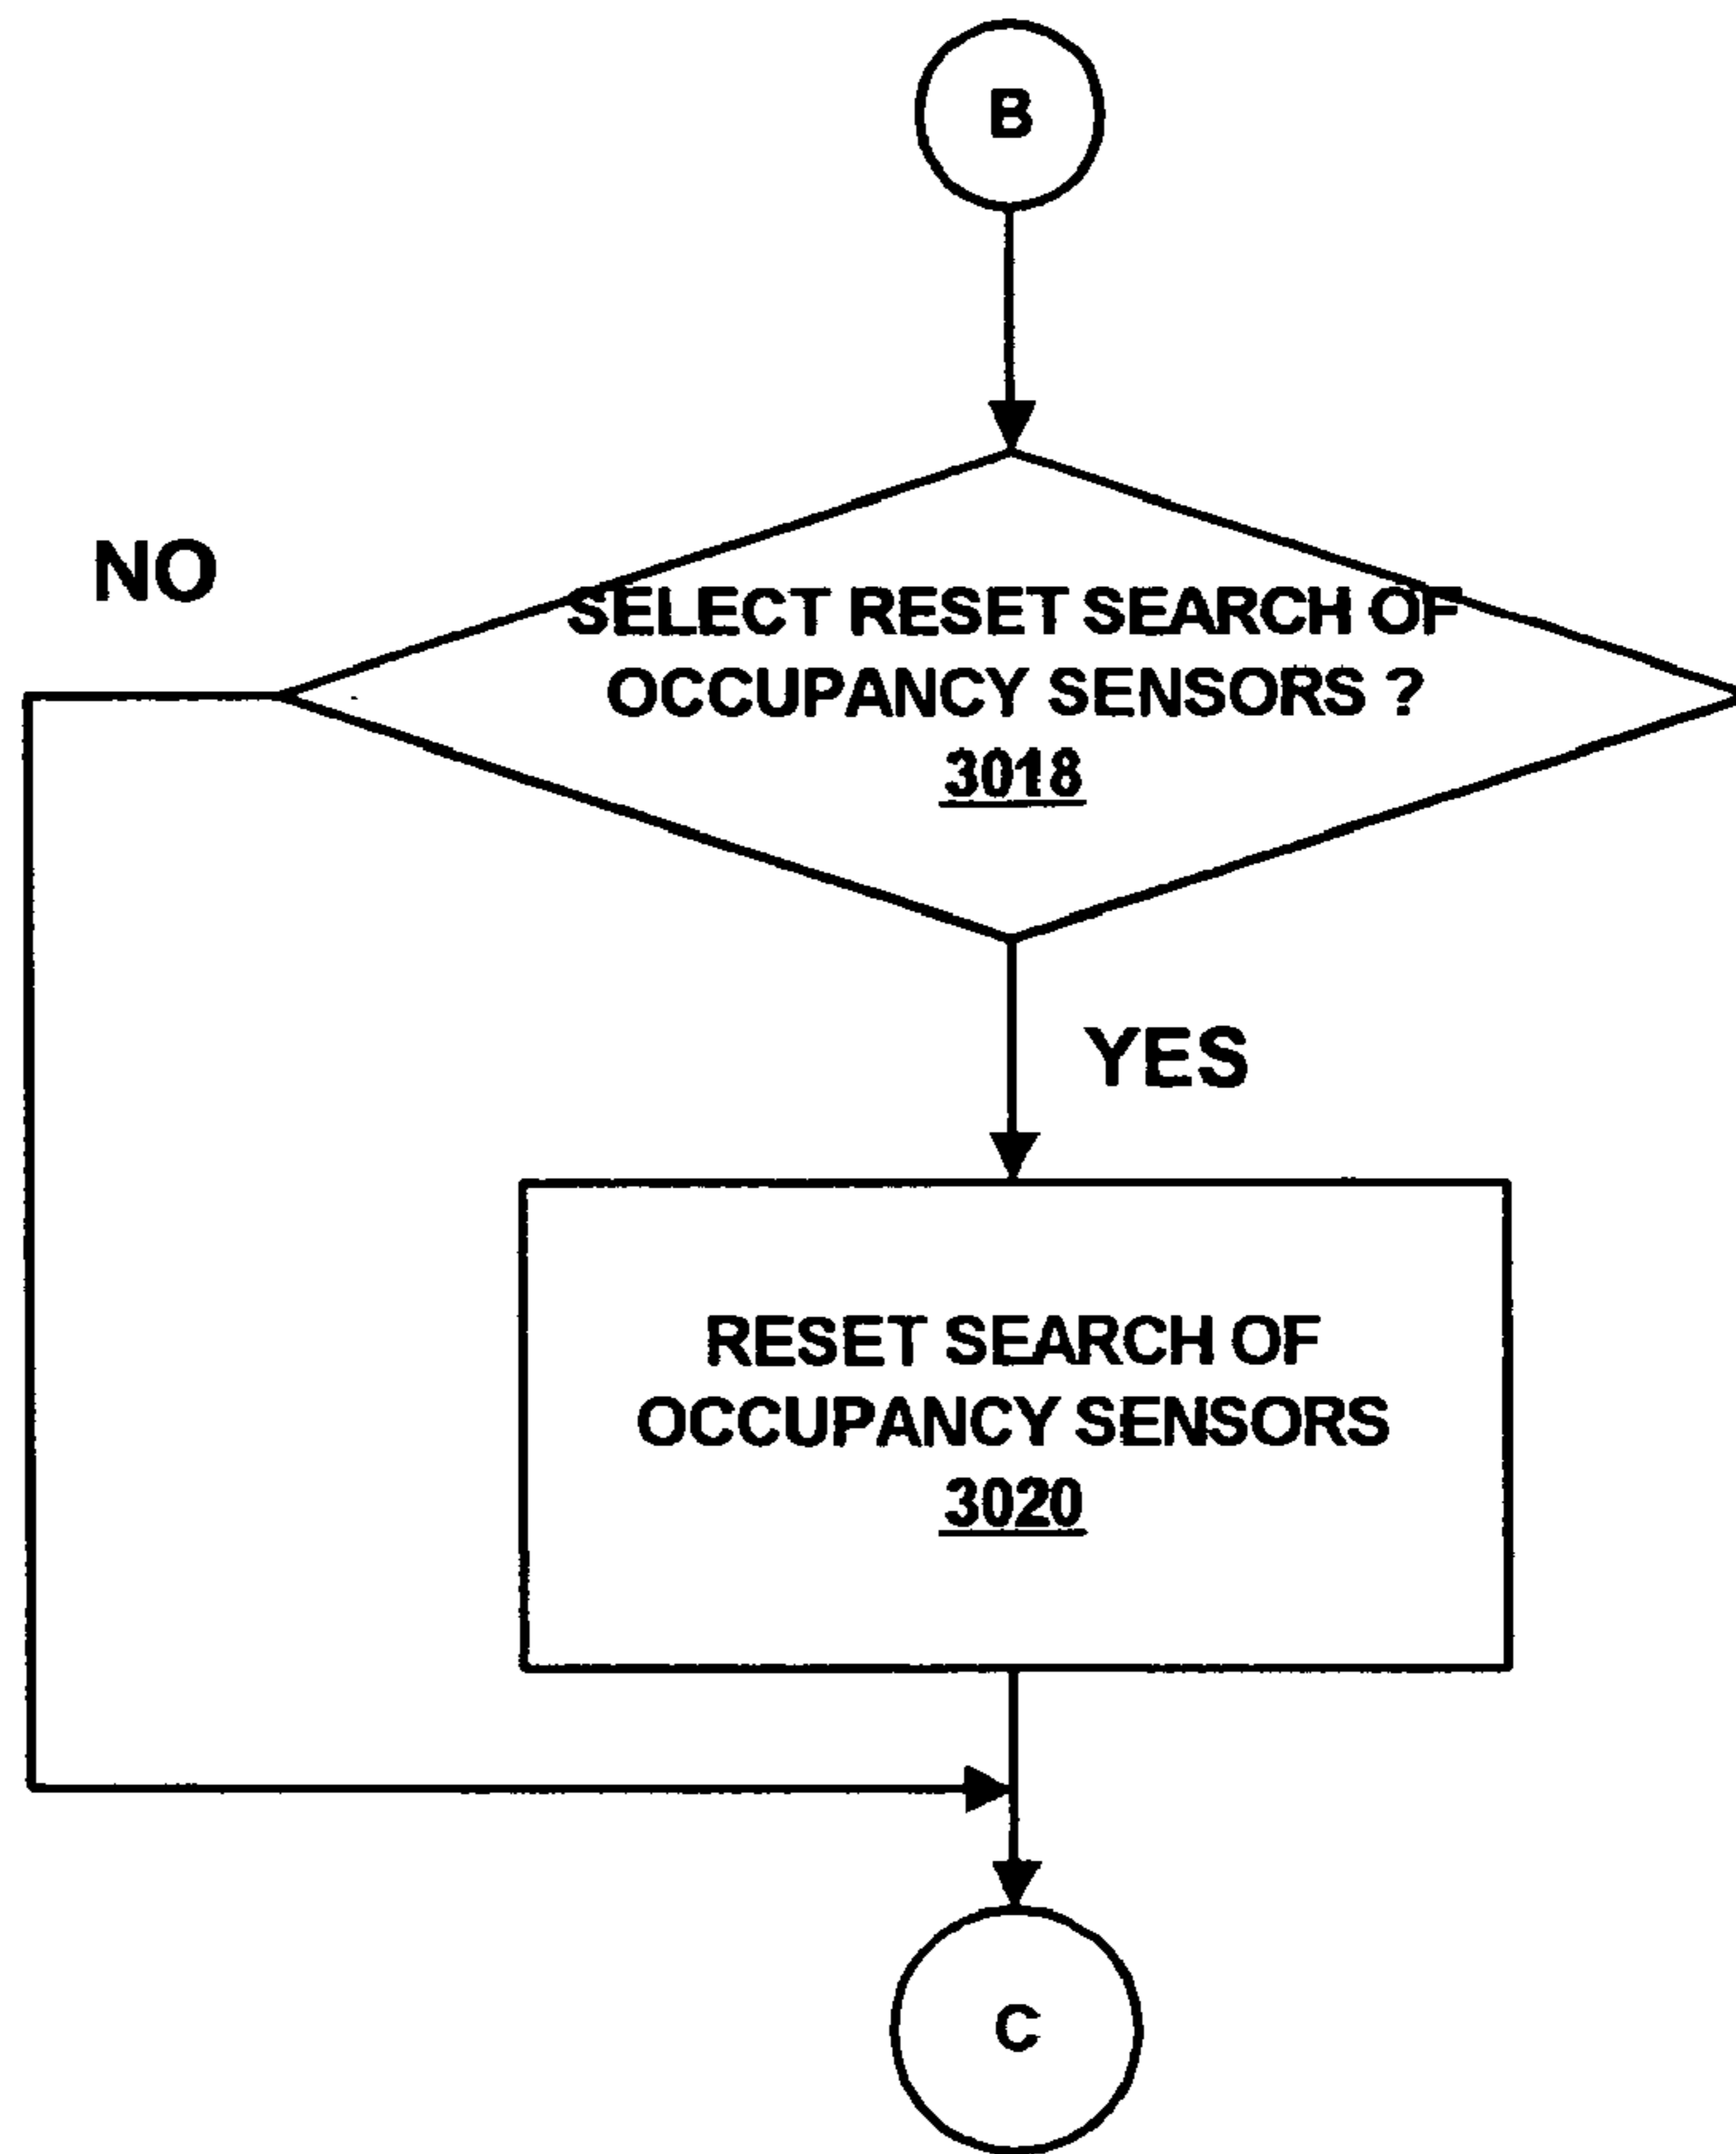 B
NO
SELECT RESET SEARCH OF
OCCUPANCY SENSORS ?
3018
YES
RESET SEARCH OF
OCCUPANCY SENSORS
3020
C